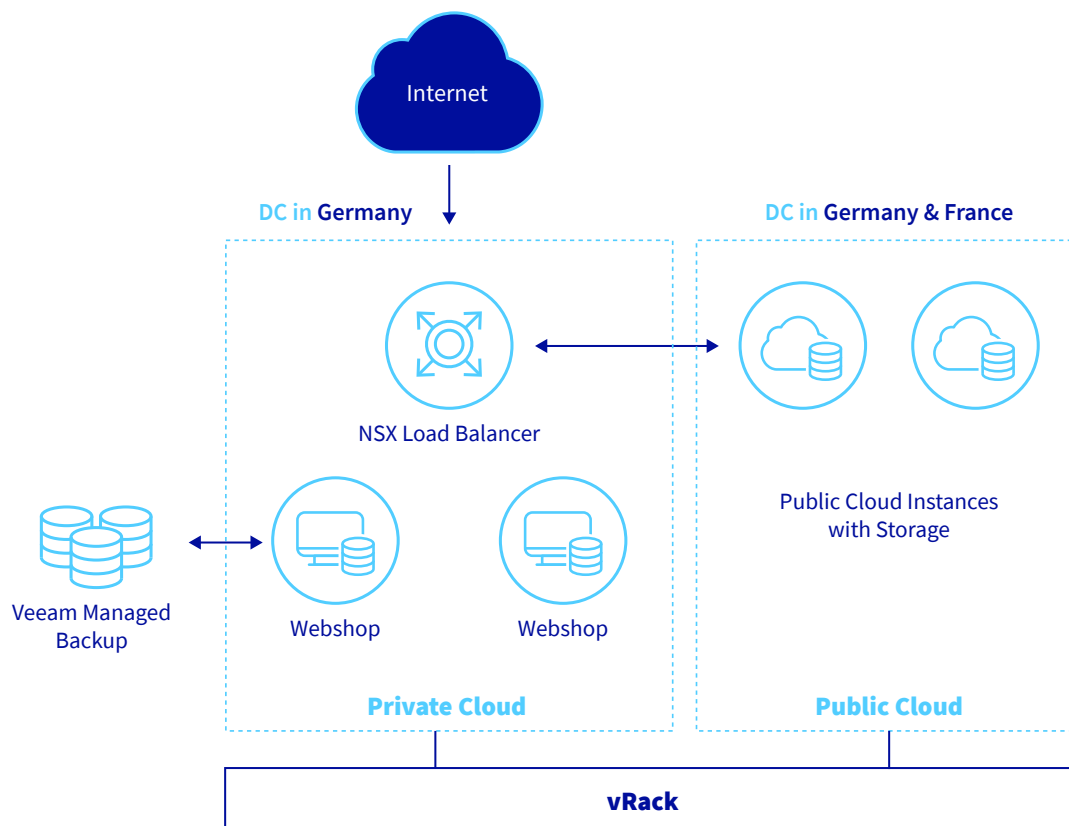 Internet
DC in Germany
DC in Germany & France
NSX Load Balancer
Public Cloud Instances
with Storage
Veeam Managed
Backup
Webshop
Webshop
Private Cloud
Public Cloud
vRack